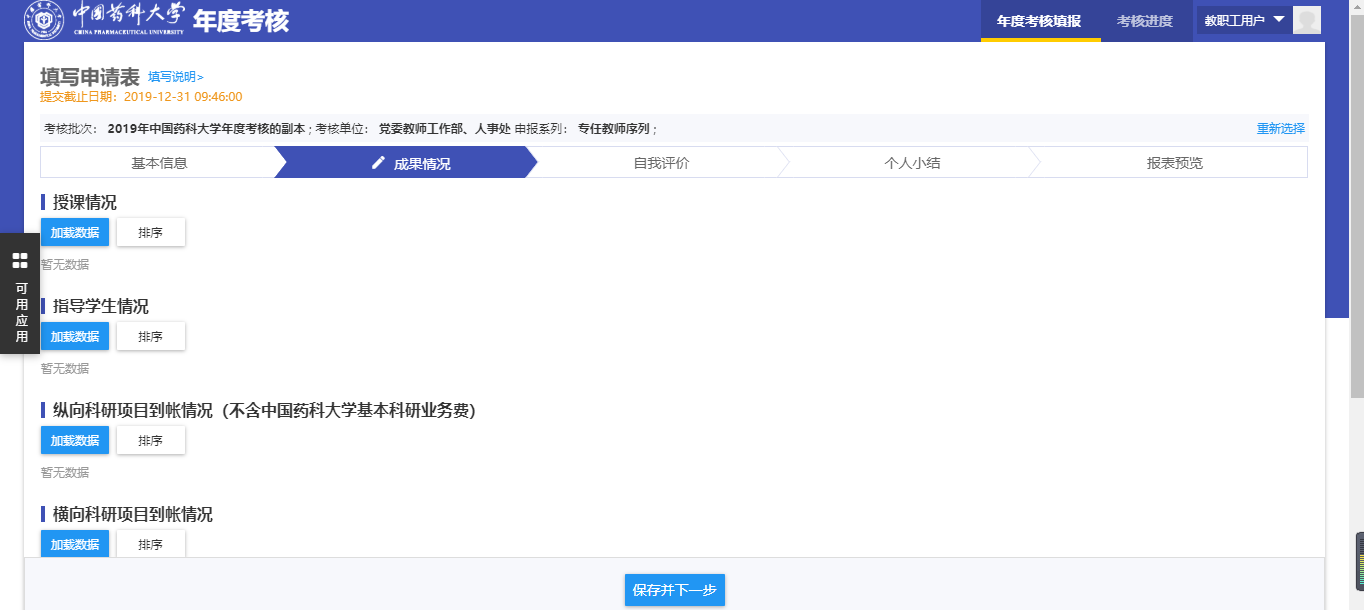 中国药科大学 年度考核 年度考核填报 考核进度 教职工用户
CHINA PHARMACEUTICAL UNIVERSITY
填写申请表 填写说明>
提交截止日期：2019-12-31 09:46:00
考核批次： 2019年中国药科大学年度考核的副本 ; 考核单位： 党委教师工作部、人事处 申报系列： 专任教师序列 ; 重新选择
基本信息 成果情况 自我评价 个人小结 报表预览
授课情况
加载数据 排序
暂无数据
可用应用
指导学生情况
加载数据 排序
暂无数据
纵向科研项目到帐情况（不含中国药科大学基本科研业务费）
加载数据 排序
暂无数据
横向科研项目到帐情况
加载数据 排序
保存并下一步